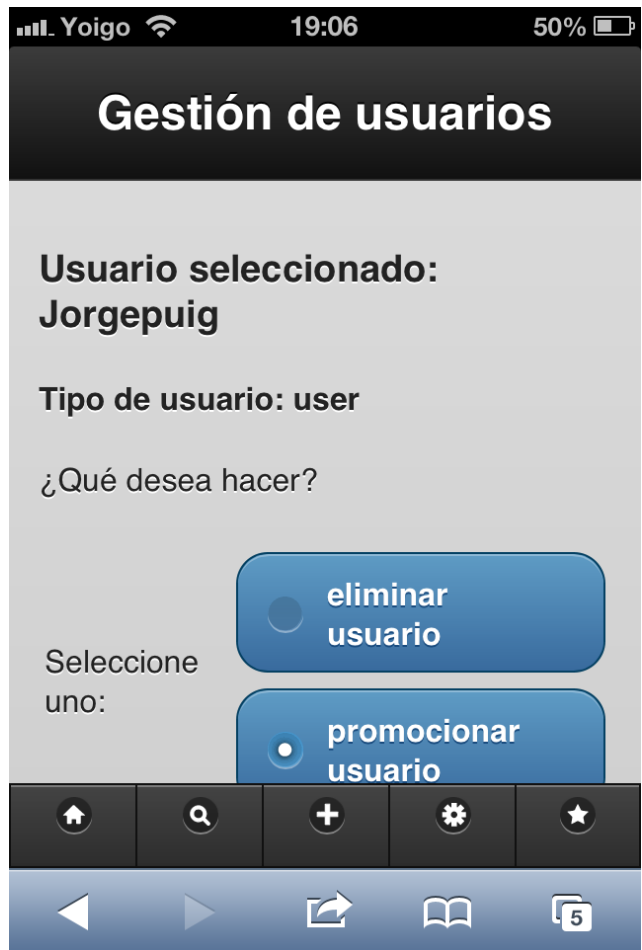 Yoigo 19:06 50%
Gestión de usuarios
Usuario seleccionado:
Jorgepuig
Tipo de usuario: user
¿Qué desea hacer?
eliminar
usuario
Seleccione
uno:
promocionar
usuario
5